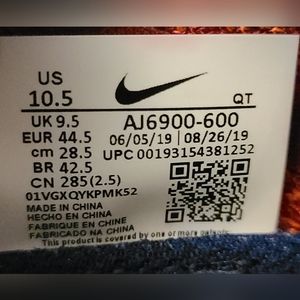 US
10.5
QT
UK 9.5
EUR 44.5
cm 28.5
BR 42.5
CN 285(2.5)
AJ6900-600
06/05/19 08/26/19
UPC 00193154381252
01VGXQYKPMK52
MADE IN CHINA
HECHO EN CHINA
FABRIQUE EN CHINE
FABRICADO NA CHINA
This product is covered by one or more